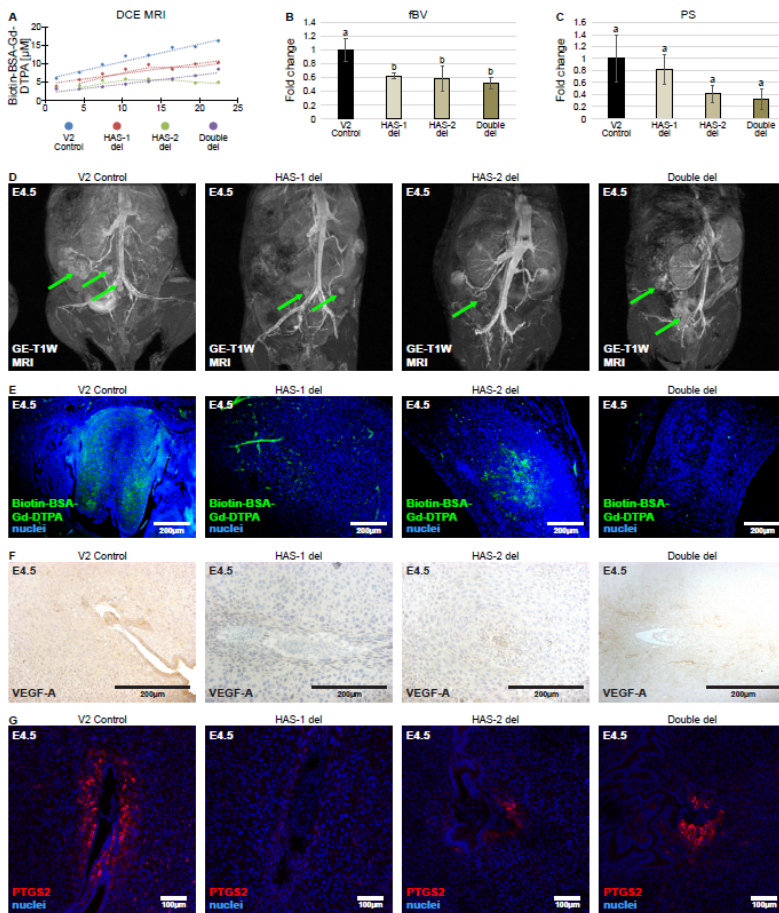 A DCE MRI
Biotin-BSA-Gd-
DTPA [µM]
20
15
10
5
0
0 5 10 15 20 25
V2 Control HAS-1 del HAS-2 del Double del
B fBV
Fold change
1.4
1.2
1
0.8
0.6
0.4
0.2
0
a b b b
V2 Control HAS-1 del HAS-2 del Double del
C PS
Fold change
1.4
1.2
1
0.8
0.6
0.4
0.2
0
a a a a
V2 Control HAS-1 del HAS-2 del Double del
D V2 Control HAS-1 del HAS-2 del Double del
E4.5 E4.5 E4.5 E4.5
GE-T1W GE-T1W GE-T1W GE-T1W
MRI MRI MRI MRI
E V2 Control HAS-1 del HAS-2 del Double del
E4.5 E4.5 E4.5 E4.5
Biotin-BSA- Biotin-BSA- Biotin-BSA- Biotin-BSA-
Gd-DTPA Gd-DTPA Gd-DTPA Gd-DTPA
nuclei 200µm nuclei 200µm nuclei 200µm nuclei 200µm
F V2 Control HAS-1 del HAS-2 del Double del
E4.5 E4.5 E4.5 E4.5
VEGF-A 200µm VEGF-A 200µm VEGF-A 200µm VEGF-A 200µm
G V2 Control HAS-1 del HAS-2 del Double del
E4.5 E4.5 E4.5 E4.5
PTGS2 PTGS2 PTGS2 PTGS2
nuclei 100µm nuclei 100µm nuclei 100µm nuclei 100µm